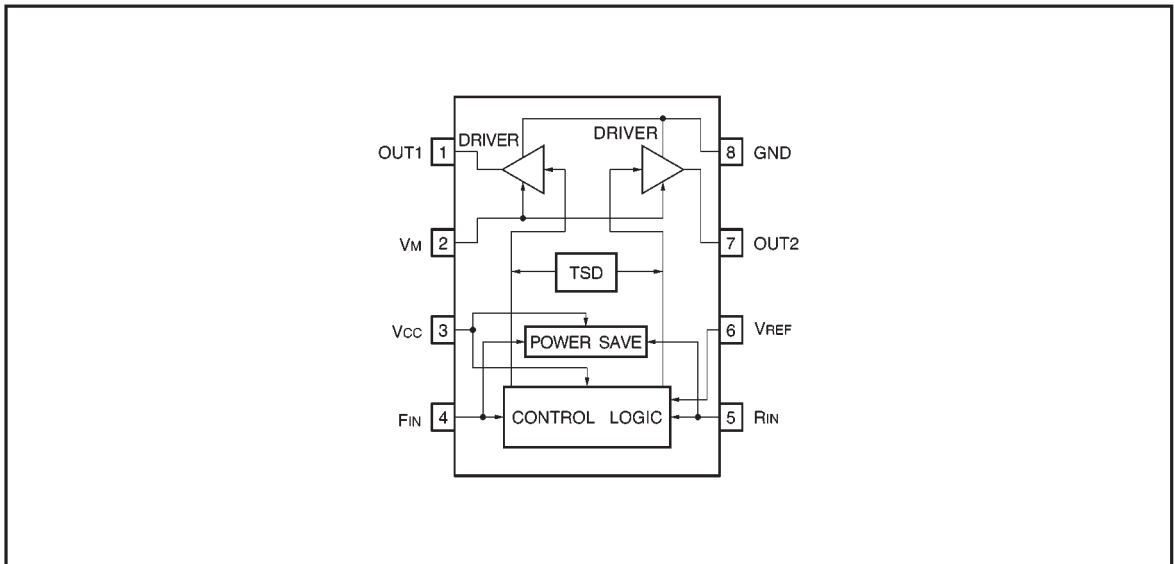 DRIVER
DRIVER
OUT1 1
8 GND
VM 2
7 OUT2
TSD
VCC 3
6 VREF
POWER SAVE
FIN 4
CONTROL LOGIC
5 RIN